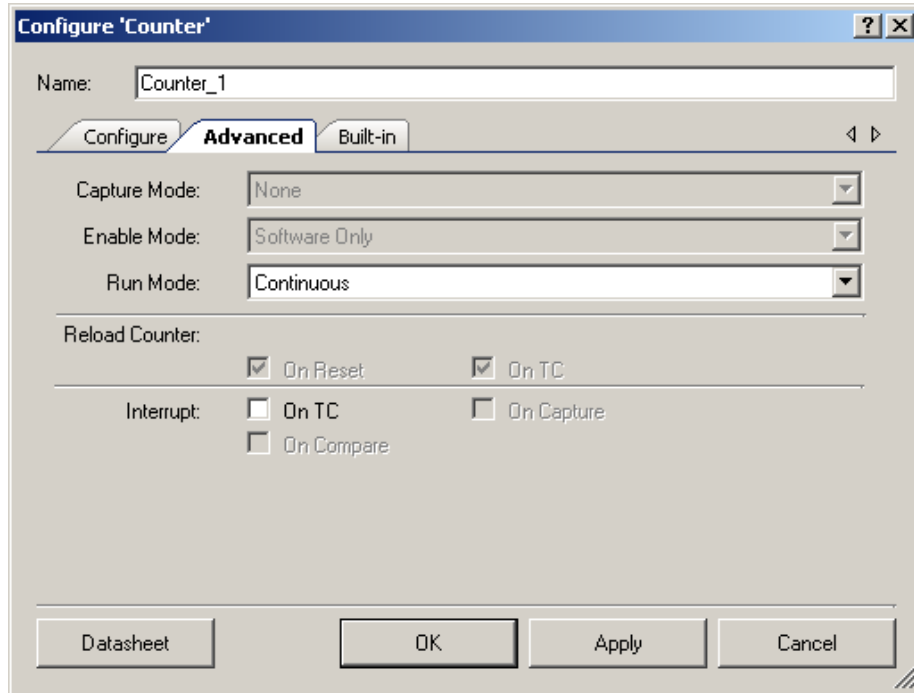 Configure 'Counter'
Name: Counter_1
Configure Advanced Built-in
Capture Mode: None
Enable Mode: Software Only
Run Mode: Continuous
Reload Counter:
On Reset On TC
Interrupt: On TC On Capture
On Compare
Datasheet OK Apply Cancel